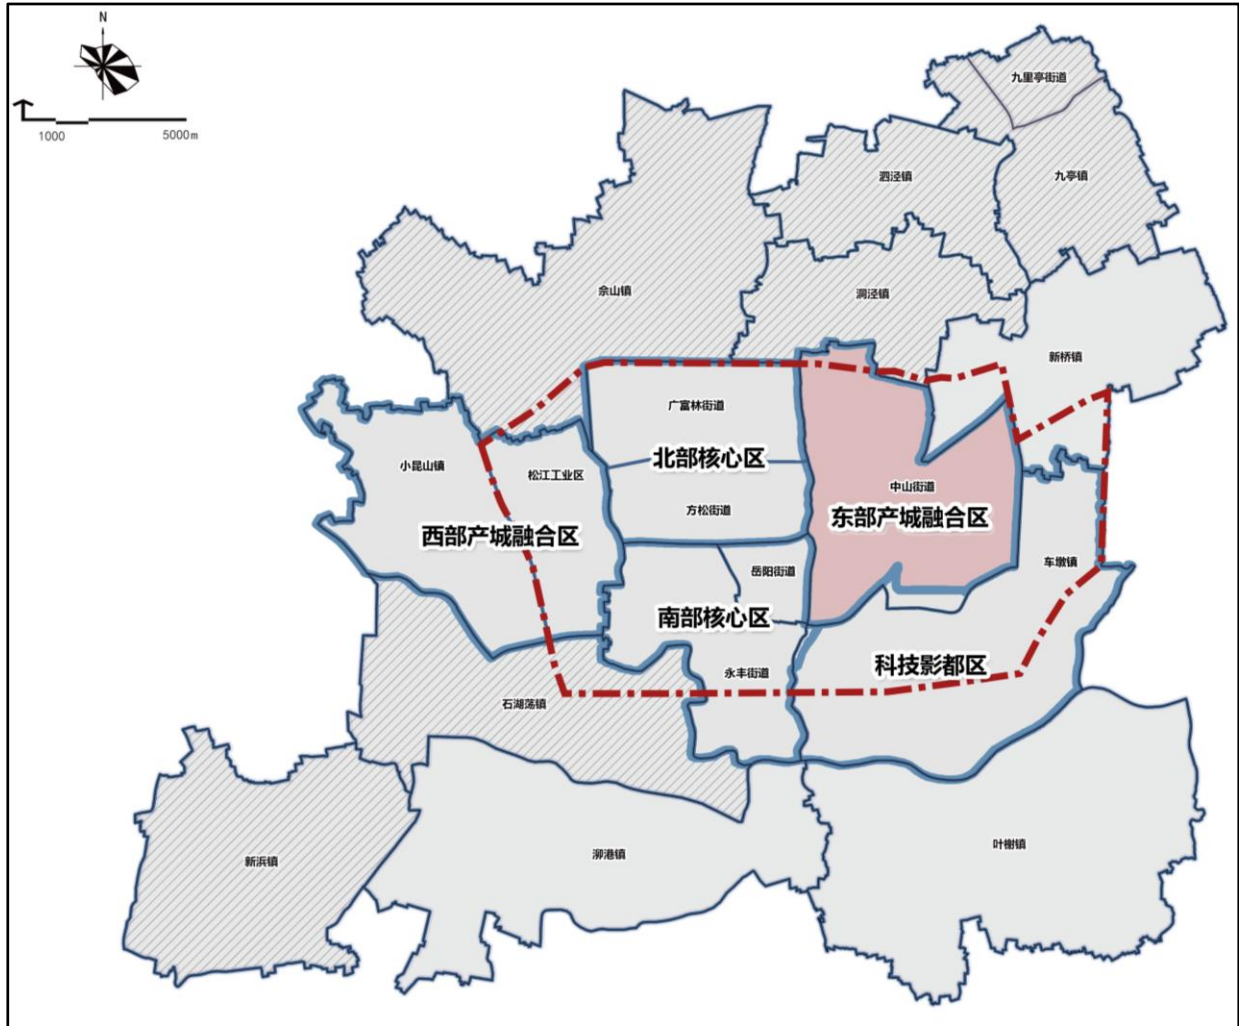 N
1000
5000m
九里亭街道
泗泾镇
九亭镇
佘山镇
洞泾镇
新桥镇
广富林街道
小昆山镇
松江工业区
北部核心区
中山街道
方松街道
东部产城融合区
西部产城融合区
岳阳街道
车墩镇
南部核心区
永丰街道
科技影都区
石湖荡镇
新浜镇
泖港镇
叶榭镇